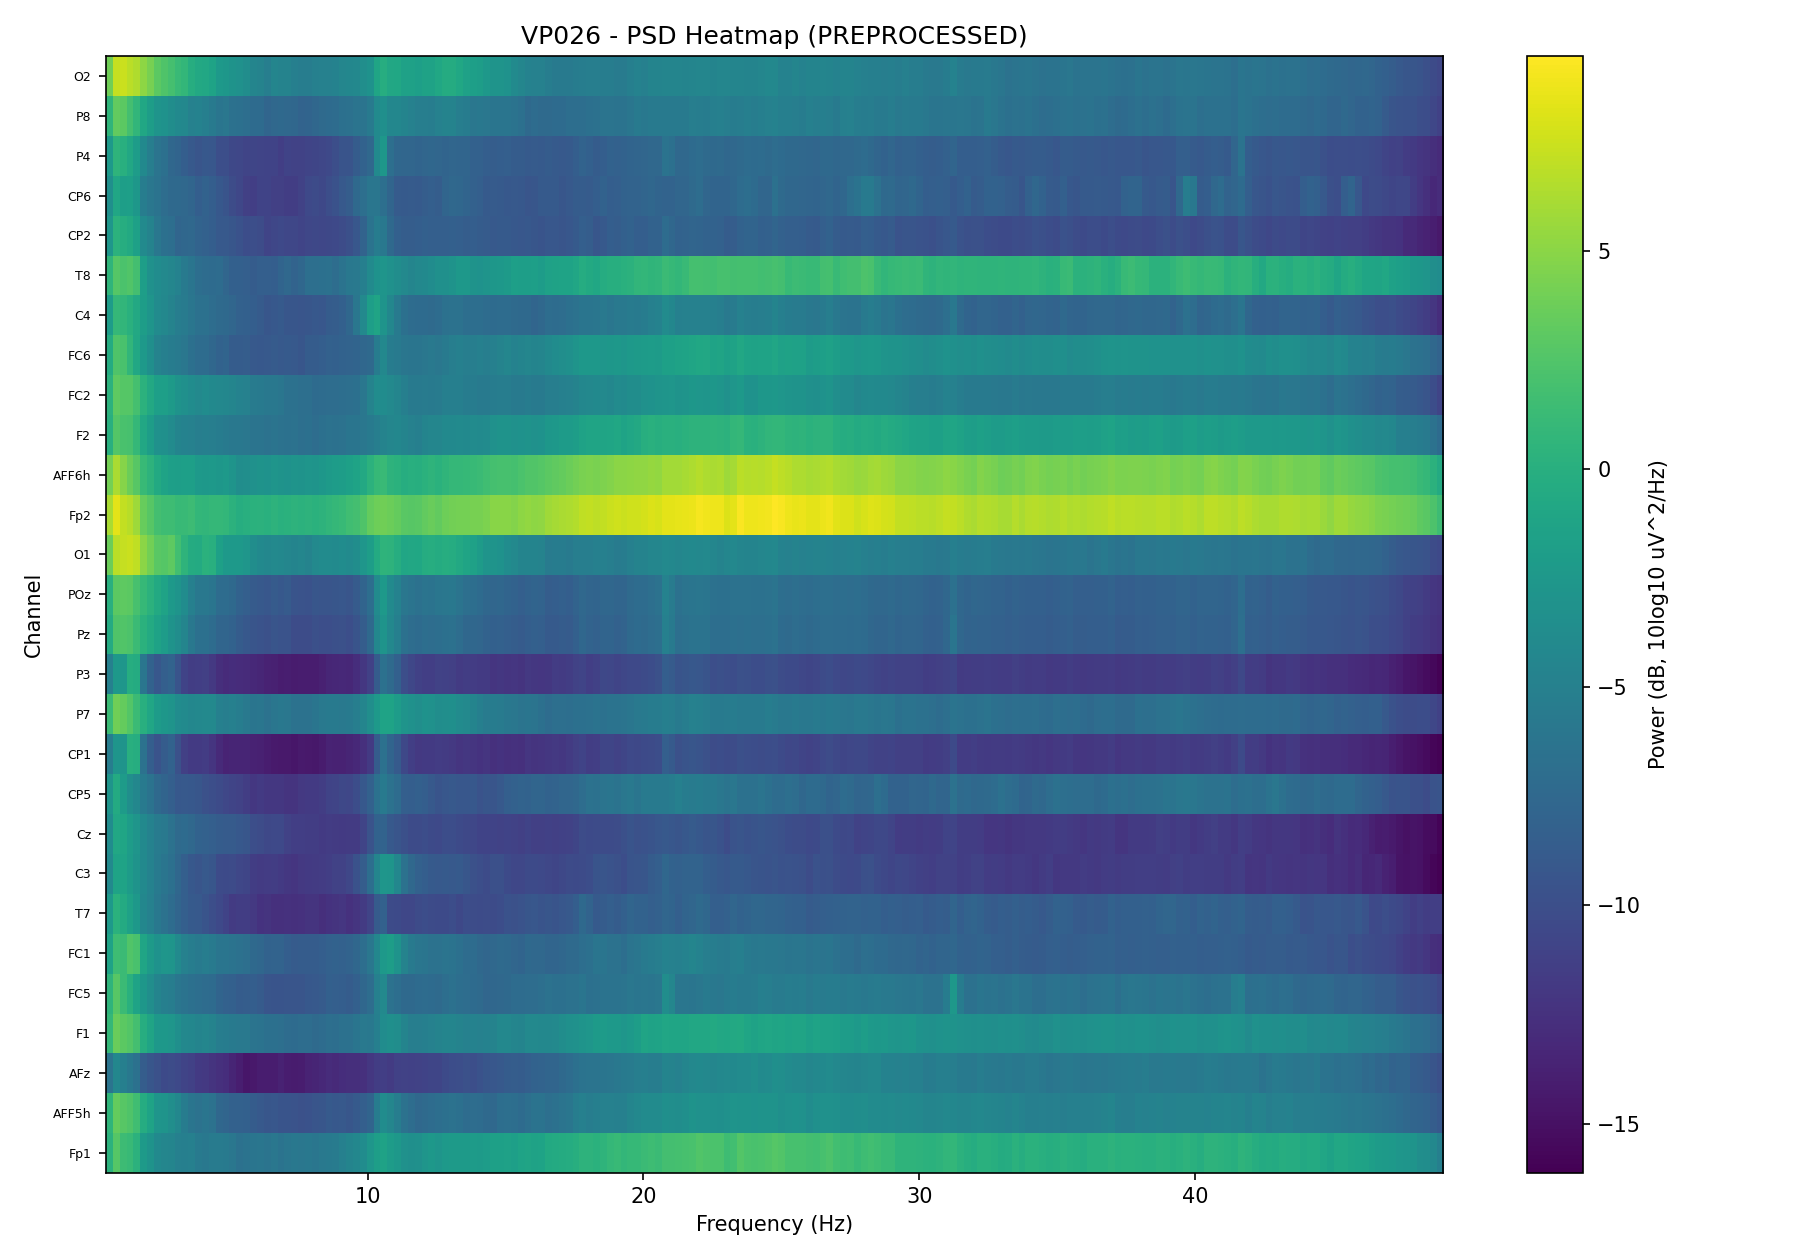 VP026 - PSD Heatmap (PREPROCESSED)
O2
P8
P4
CP6
CP2
T8
C4
FC6
FC2
F2
AFF6h
Fp2
O1
POz
Pz
P3
P7
CP1
CP5
Cz
C3
T7
FC1
FC5
F1
AFz
AFF5h
Fp1
Channel
10
20
30
40
Frequency (Hz)
5
0
−5
−10
−15
Power (dB, 10log10 uV^2/Hz)